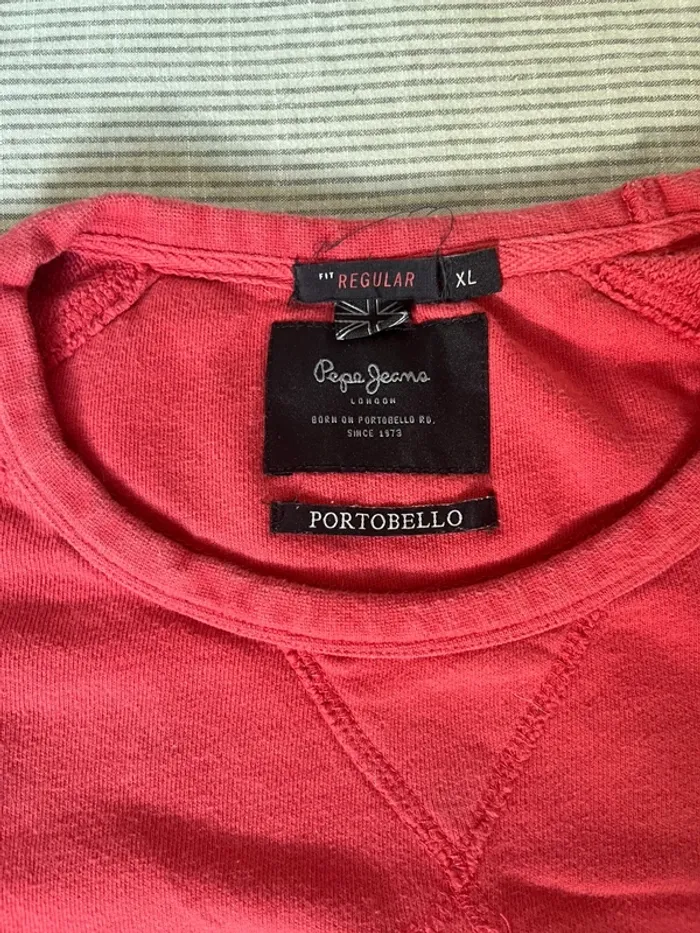 FIT REGULAR XL
Pepe Jeans
LONDON
BORN ON PORTOBELLO RD.
SINCE 1973
PORTOBELLO